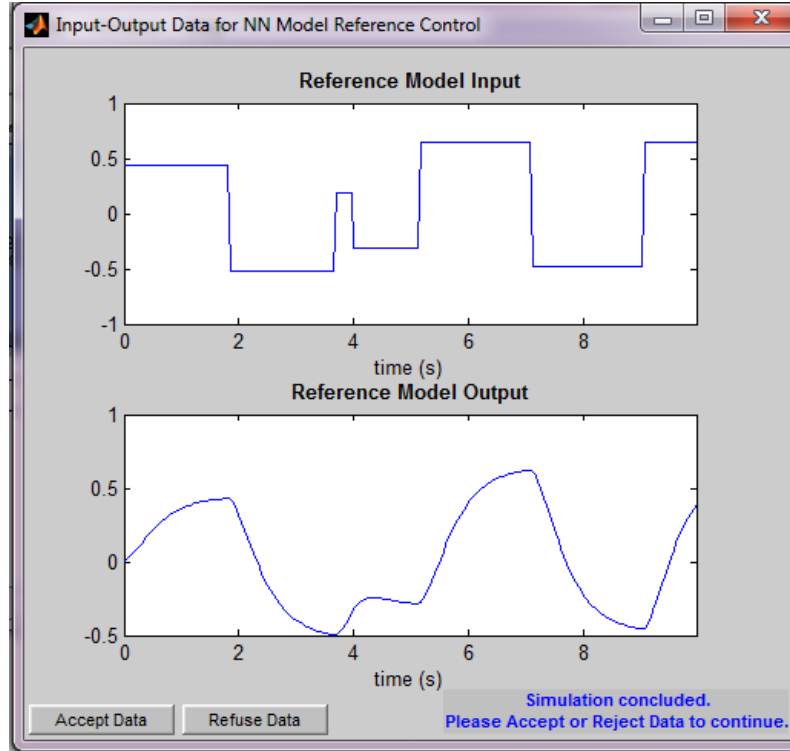 Input-Output Data for NN Model Reference Control
Reference Model Input
1
0.5
0
-0.5
-1
0 2 4 6 8
time (s)
Reference Model Output
1
0.5
0
-0.5
0 2 4 6 8
time (s)
Simulation concluded.
Please Accept or Reject Data to continue.
Accept Data Refuse Data